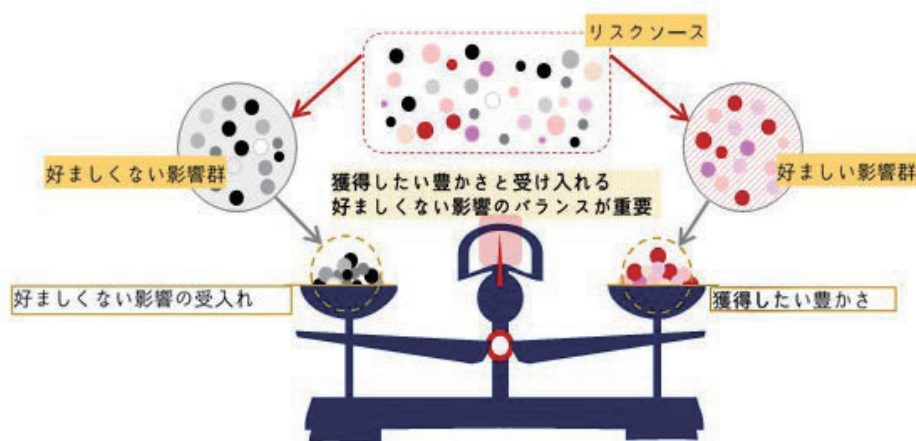 リスクソース
好ましくない影響群
好ましい影響群
獲得したい豊かさと受け入れる
好ましくない影響のバランスが重要
好ましくない影響の受入れ
獲得したい豊かさ